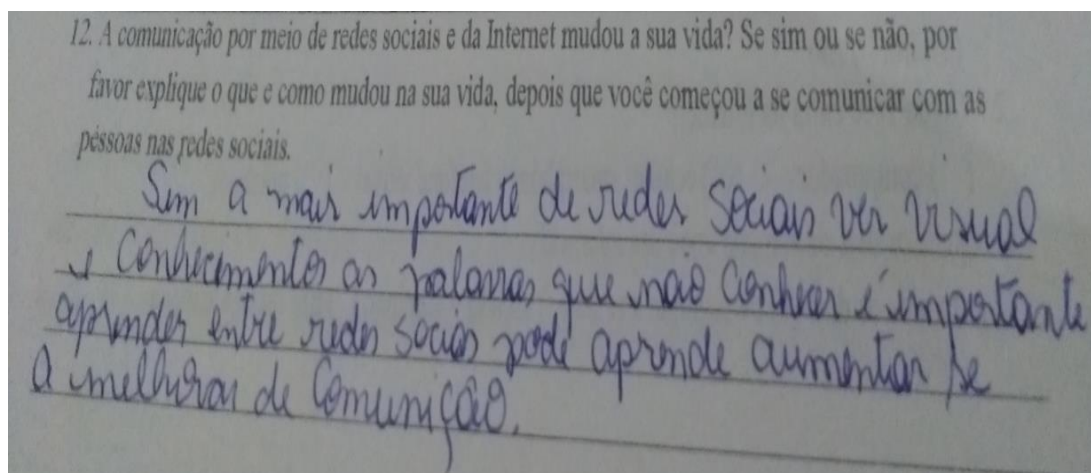 12. A comunicação por meio de redes sociais e da Internet mudou a sua vida? Se sim ou se não, por
favor explique o que e como mudou na sua vida, depois que você começou a se comunicar com as
pessoas nas redes sociais.
Sim a mais importante de redes sociais ver visual
e conhecimentos as palavras que não conhecer é importante
aprender entre redes sociais pode aprende aumentar se
a melhorar de Comunição.